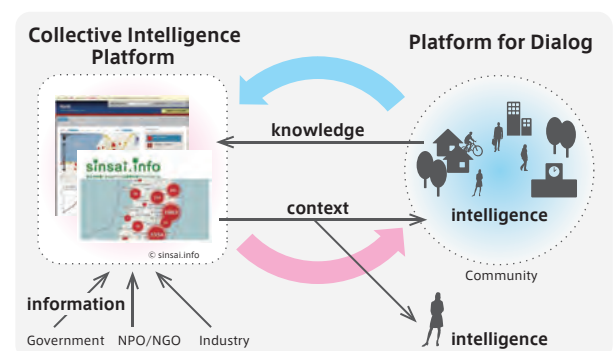 Collective Intelligence
Platform
Platform for Dialog
knowledge
sinsai.info
context
intelligence
© sinsai.info
Community
information
Government NPO/NGO Industry
intelligence